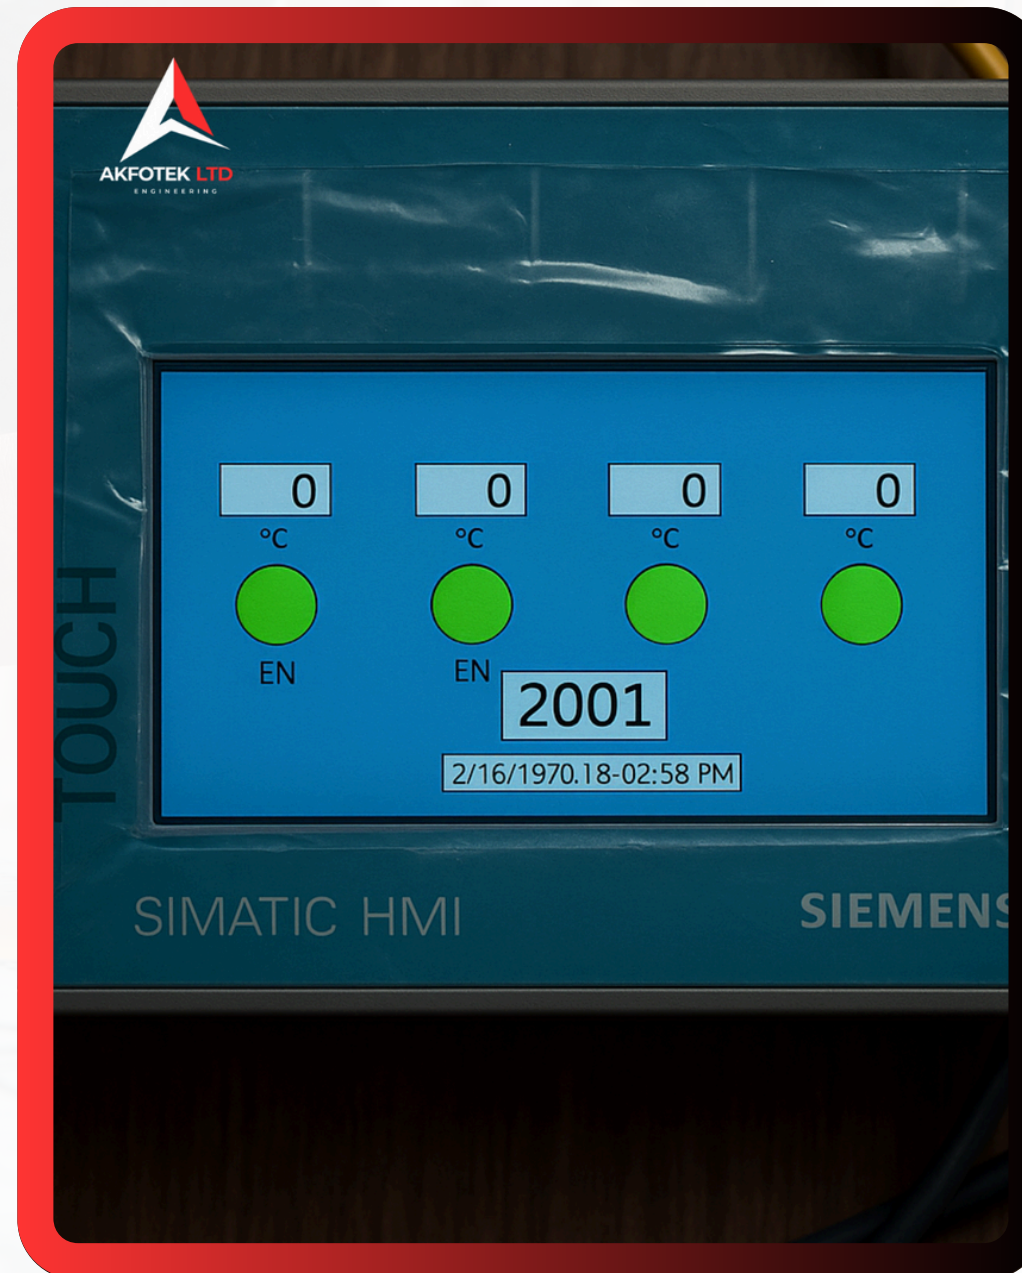 AKFOTEK LTD
ENGINEERING
0 0 0 0
°C °C °C °C
EN EN
2001
2/16/1970.18-02:58 PM
TOUCH
SIMATIC HMI
SIEMENS